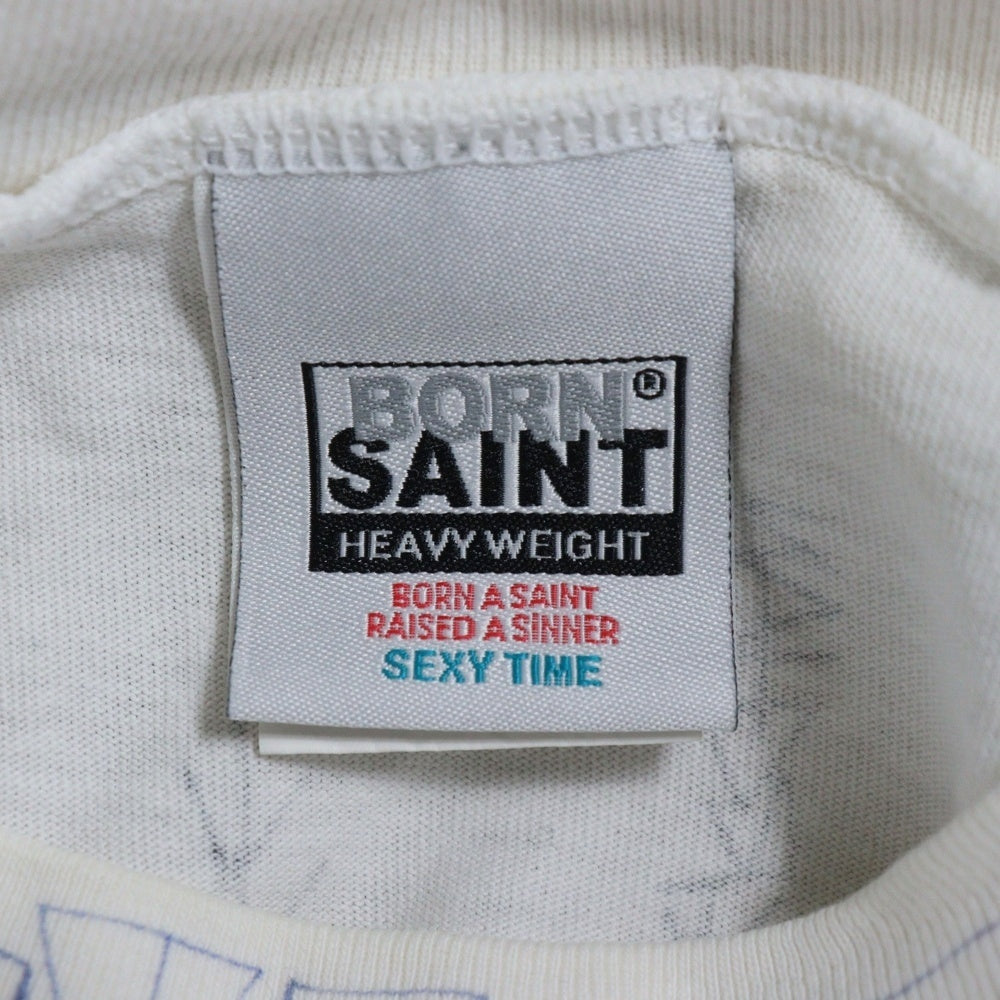 BORN®
SAINT
HEAVY WEIGHT
BORN A SAINT
RAISED A SINNER
SEXY TIME